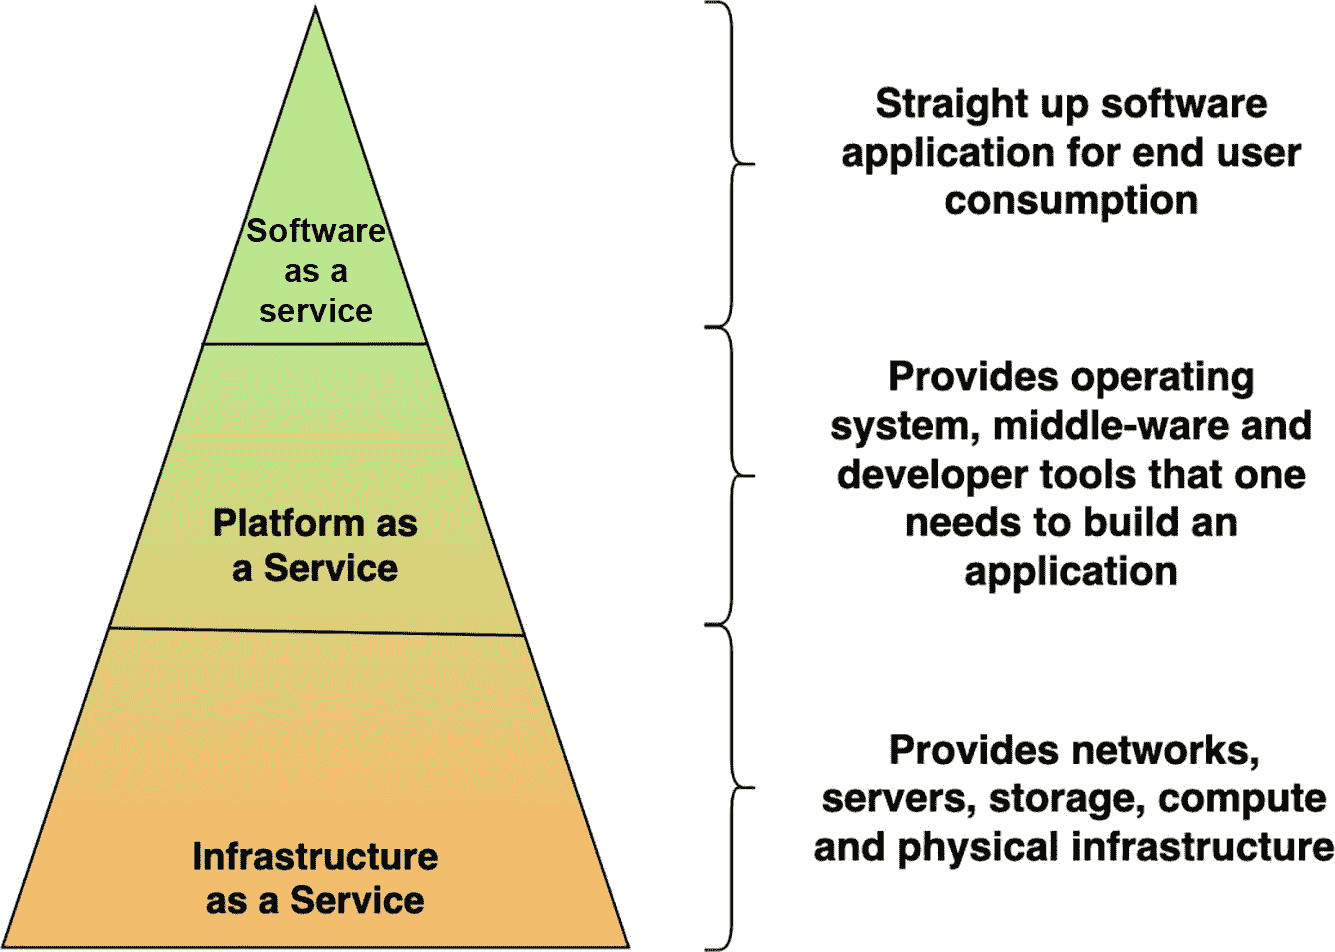 Software
as a
service
Straight up software
application for end user
consumption
Platform as
a Service
Provides operating
system, middle-ware and
developer tools that one
needs to build an
application
Infrastructure
as a Service
Provides networks,
servers, storage, compute
and physical infrastructure